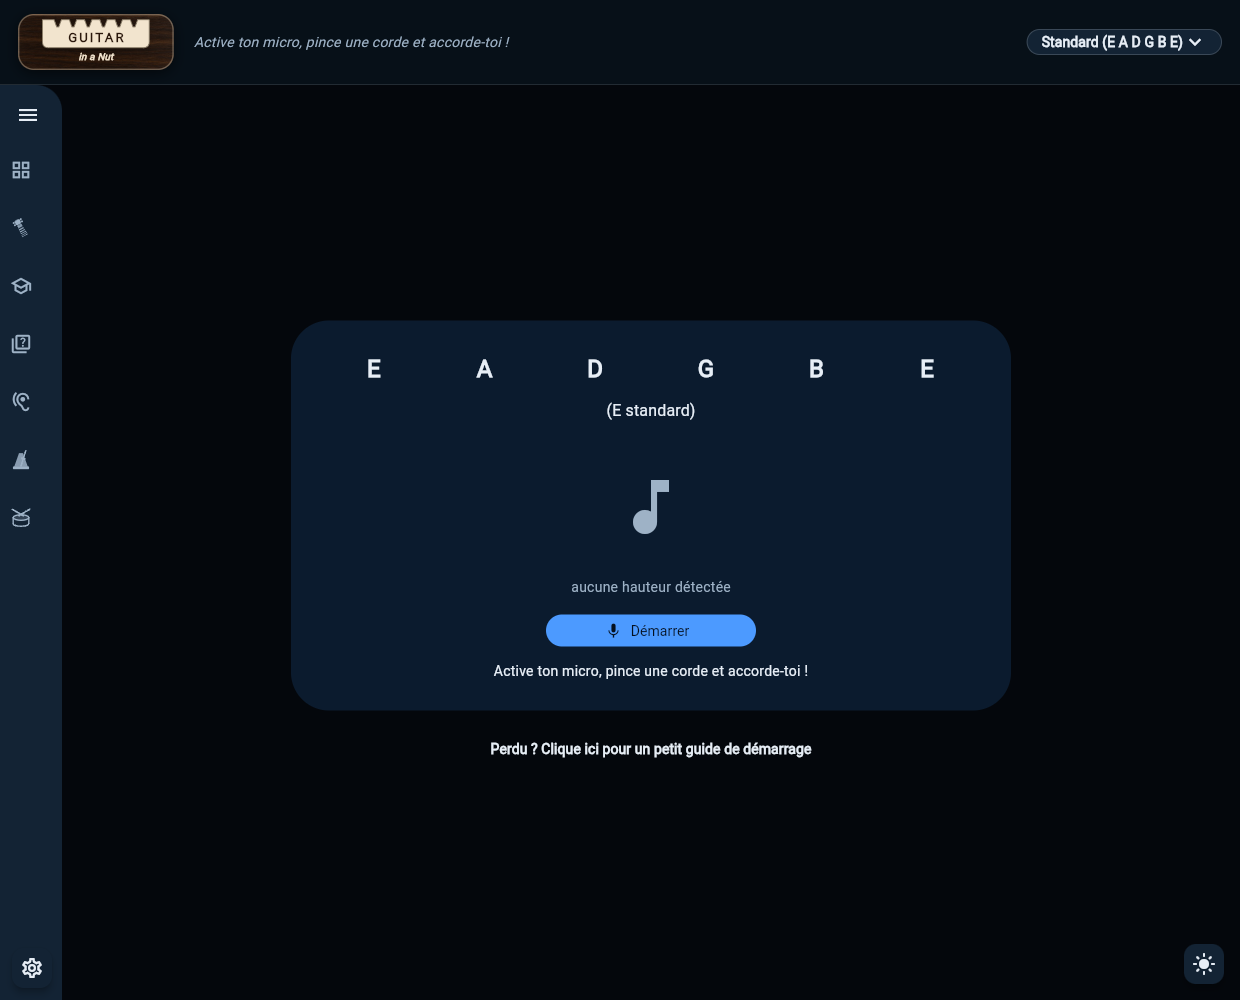 GUITAR
in a Nut
Active ton micro, pince une corde et accorde-toi !
Standard (E A D G B E)
E A D G B E
(E standard)
aucune hauteur détectée
Démarrer
Active ton micro, pince une corde et accorde-toi !
Perdu ? Clique ici pour un petit guide de démarrage